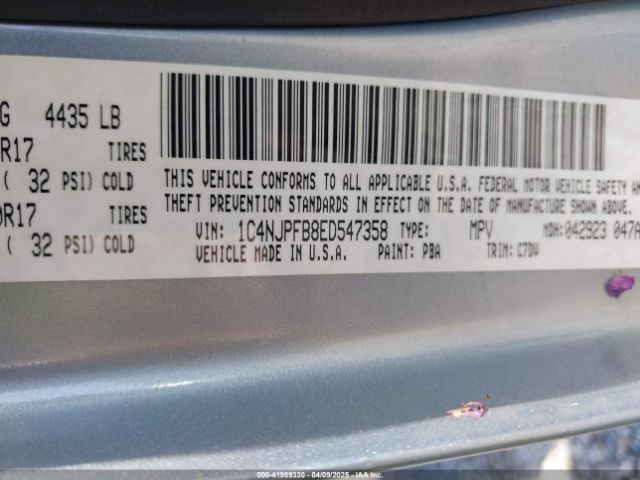 G 4435 LB
R17 TIRES
( 32 PSI) COLD
R17 TIRES
( 32 PSI) COLD
THIS VEHICLE CONFORMS TO ALL APPLICABLE U.S.A. FEDERAL MOTOR VEHICLE SAFETY AN
THEFT PREVENTION STANDARDS IN EFFECT ON THE DATE OF MANUFACTURE SHOWN ABOVE.
VIN: 1C4NJPFB8ED547358 TYPE: MPV MDH: 042923 047A
VEHICLE MADE IN U.S.A. PAINT: PBA TRIM: C7DV
000-41989330 - 04/09/2025 - IAAI.COM